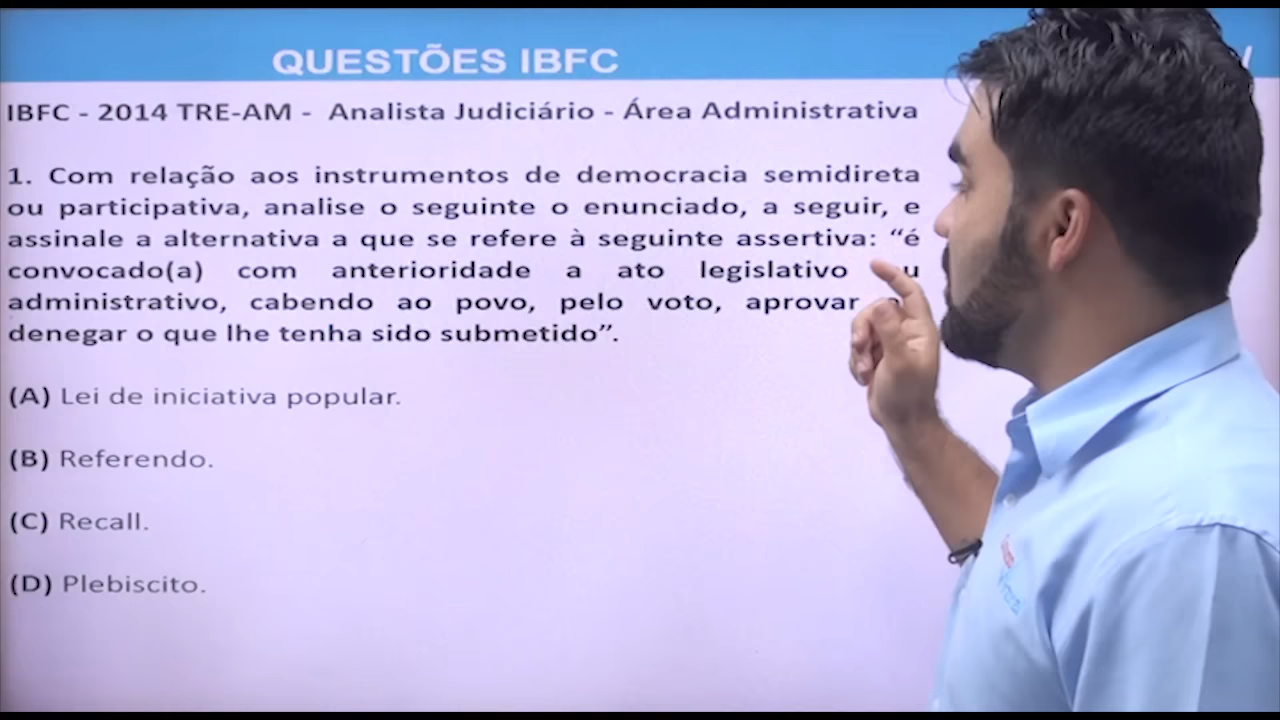 QUESTÕES IBFC
IBFC - 2014 TRE-AM - Analista Judiciário - Área Administrativa
1. Com relação aos instrumentos de democracia semidireta
ou participativa, analise o seguinte o enunciado, a seguir, e
assinale a alternativa a que se refere à seguinte assertiva: “é
convocado(a) com anterioridade a ato legislativo
administrativo, cabendo ao povo, pelo voto, aprovar
denegar o que lhe tenha sido submetido”.
(A) Lei de iniciativa popular.
(B) Referendo.
(C) Recall.
(D) Plebiscito.